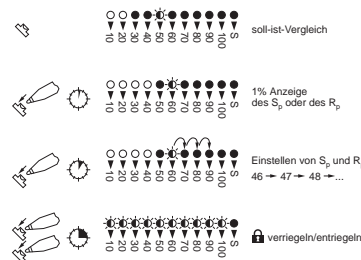 10 20 30 40 50 60 70 80 90 100 S
soll-ist-Vergleich
10 20 30 40 50 60 70 80 90 100 S
1% Anzeige
des Sp oder des Rp
10 20 30 40 50 60 70 80 90 100 S
Einstellen von Sp und R
46 → 47 → 48 →...
10 20 30 40 50 60 70 80 90 100 S
verriegeln/entriegeln